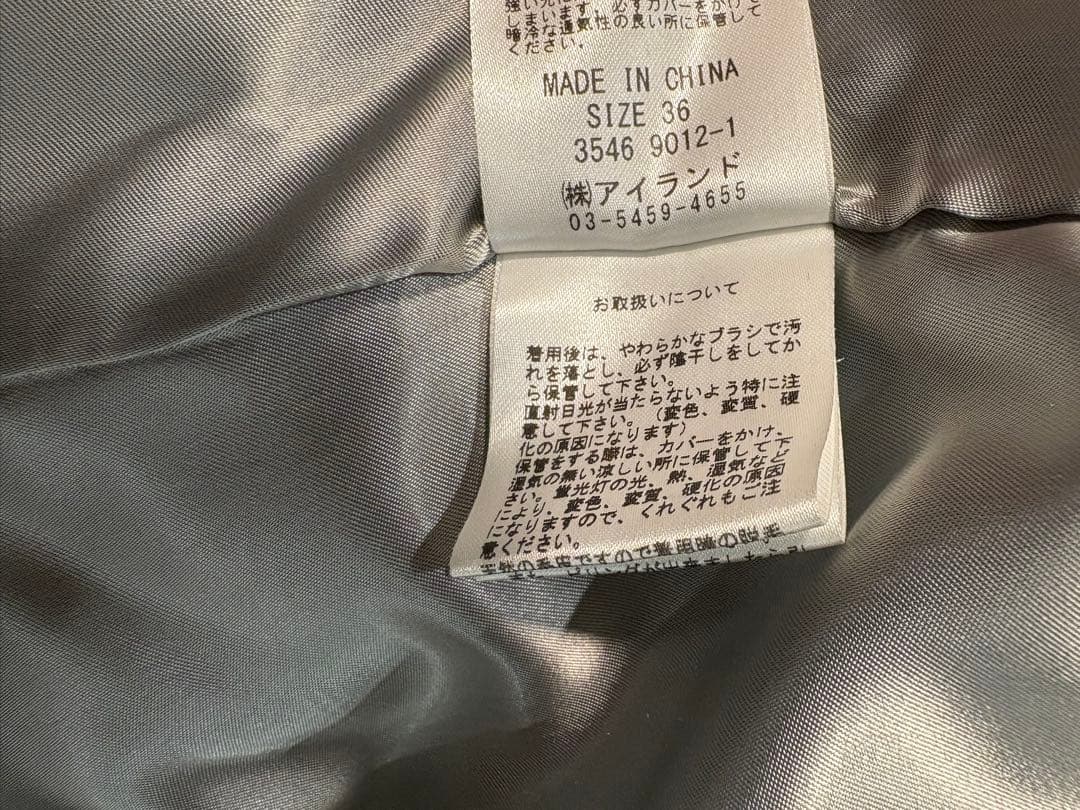 しまいます。必ずカバーをかけて
暗冷な通気性の良い所に保管して
ください。
MADE IN CHINA
SIZE 36
3546 9012-1
㈱アイランド
03-5459-4655
お取扱いについて
着用後は、やわらかなブラシで汚
れを落とし、必ず陰干しをしてか
ら保管して下さい。
直射日光が当たらないよう特に注
意して下さい。（変色、変質、硬
化の原因になります）
保管をする際は、カバーをかけ、
湿気の無い涼しい所に保管して下
さい。蛍光灯の光、熱、湿気など
により、変色、変質、硬化の原因
になりますので、くれぐれもご注
意ください。